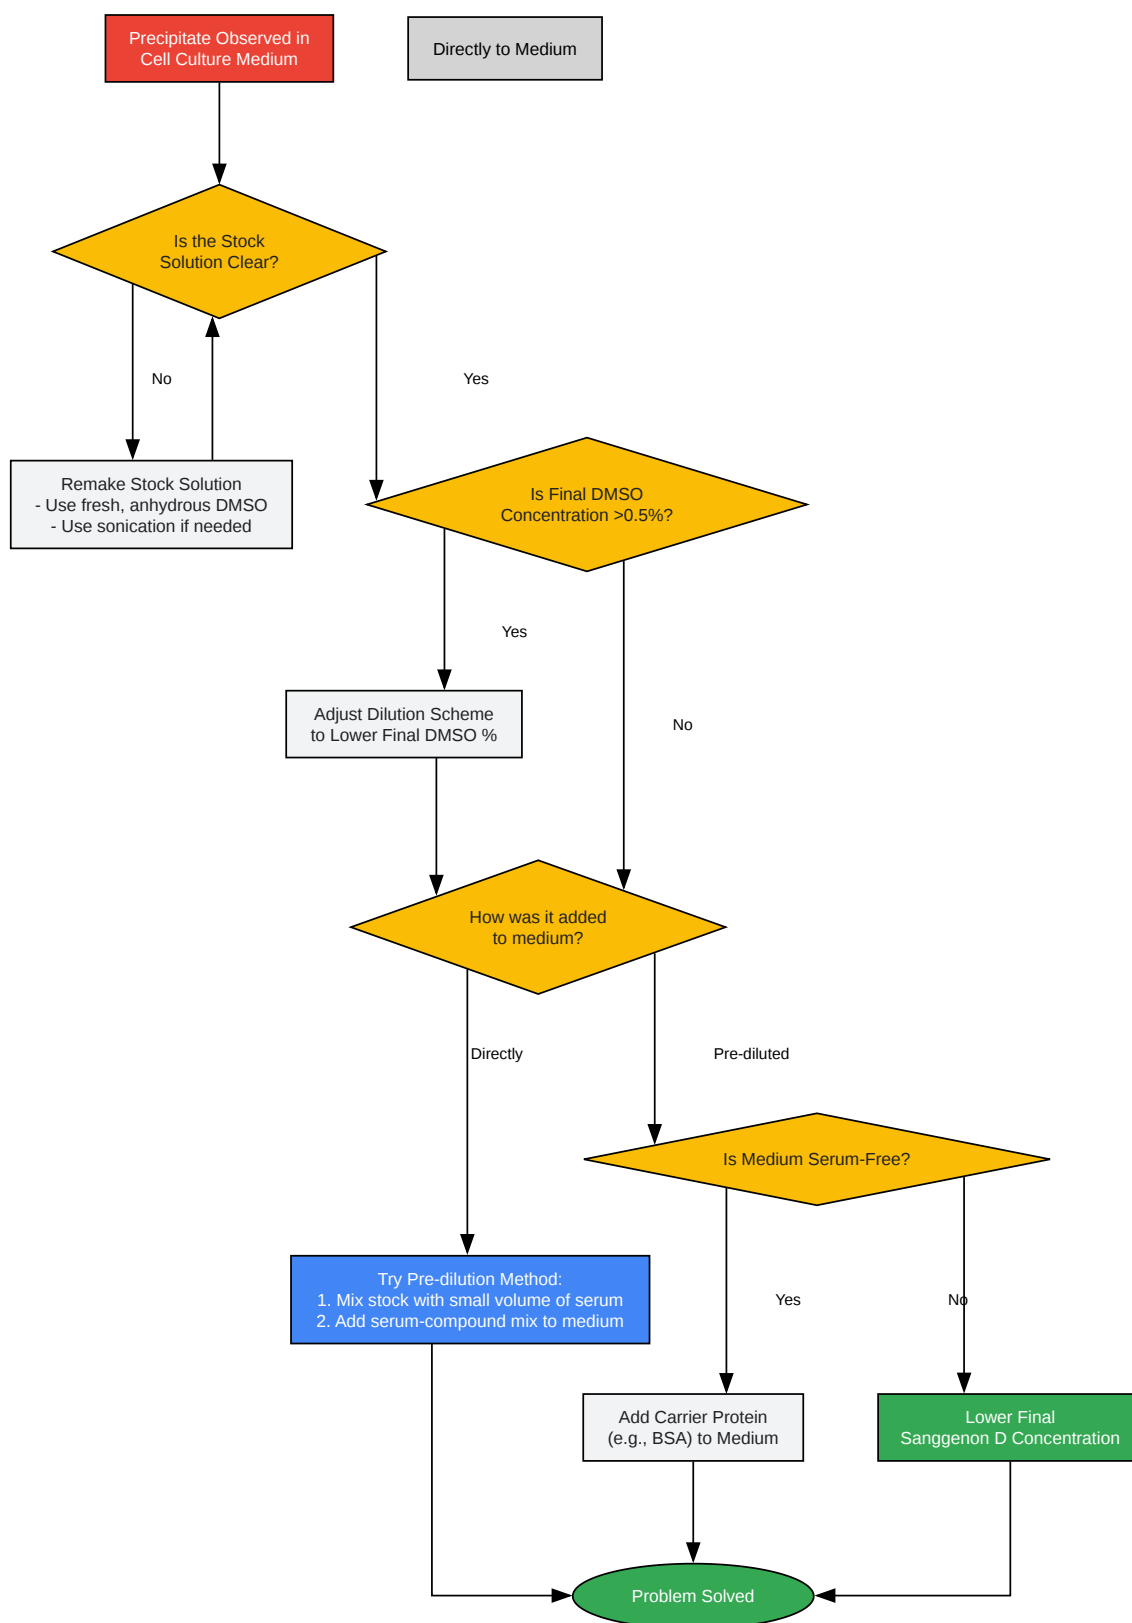 Precipitate Observed in
Cell Culture Medium
Directly to Medium
Is the Stock
Solution Clear?
No
Yes
Remake Stock Solution
- Use fresh, anhydrous DMSO
- Use sonication if needed
Is Final DMSO
Concentration >0.5%?
Yes
Adjust Dilution Scheme
to Lower Final DMSO %
No
How was it added
to medium?
Directly
Pre-diluted
Is Medium Serum-Free?
Try Pre-dilution Method:
1. Mix stock with small volume of serum
2. Add serum-compound mix to medium
Yes
No
Add Carrier Protein
(e.g., BSA) to Medium
Lower Final
Sanggenon D Concentration
Problem Solved